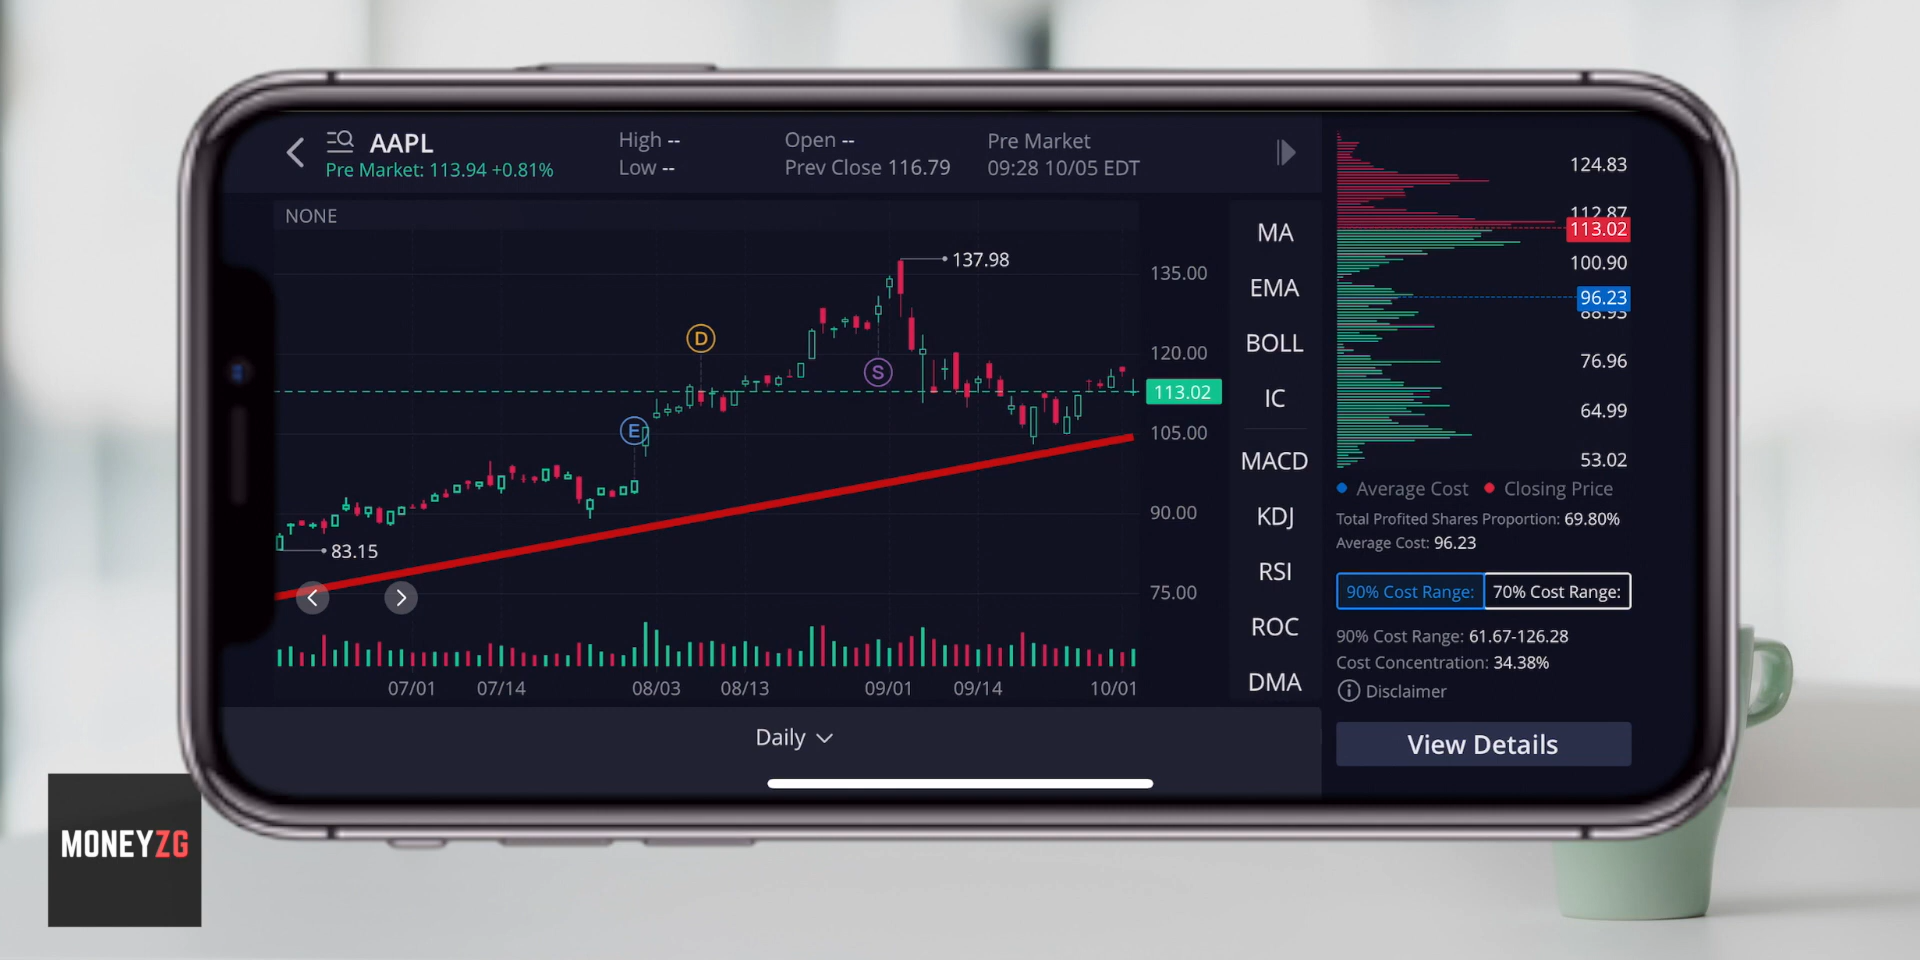 AAPL
Pre Market: 113.94 +0.81%
High --
Low --
Open --
Prev Close 116.79
Pre Market
09:28 10/05 EDT
NONE
137.98
D
S
E
83.15
135.00
120.00
113.02
105.00
90.00
75.00
07/01 07/14 08/03 08/13 09/01 09/14 10/01
Daily
MA
EMA
BOLL
IC
MACD
KDJ
RSI
ROC
DMA
124.83
112.87
113.02
100.90
96.23
88.93
76.96
64.99
53.02
Average Cost Closing Price
Total Profited Shares Proportion: 69.80%
Average Cost: 96.23
90% Cost Range: 70% Cost Range:
90% Cost Range: 61.67-126.28
Cost Concentration: 34.38%
Disclaimer
View Details
MONEYZG